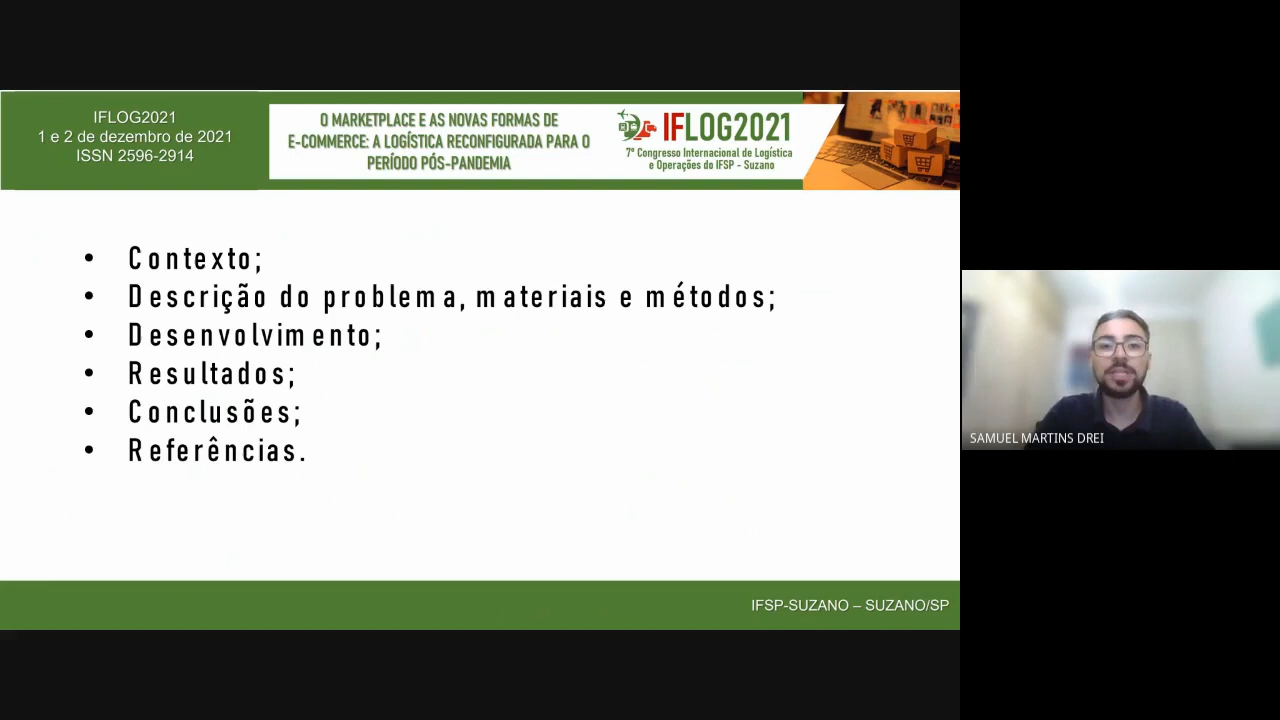 IFLOG2021
1 e 2 de dezembro de 2021
ISSN 2596-2914
O MARKETPLACE E AS NOVAS FORMAS DE
E-COMMERCE: A LOGÍSTICA RECONFIGURADA PARA O
PERÍODO PÓS-PANDEMIA
IFLOG2021
7º Congresso Internacional de Logística
e Operações do IFSP - Suzano
• Contexto;
• Descrição do problema, materiais e métodos;
• Desenvolvimento;
• Resultados;
• Conclusões;
• Referências.
SAMUEL MARTINS DREI
IFSP-SUZANO – SUZANO/SP